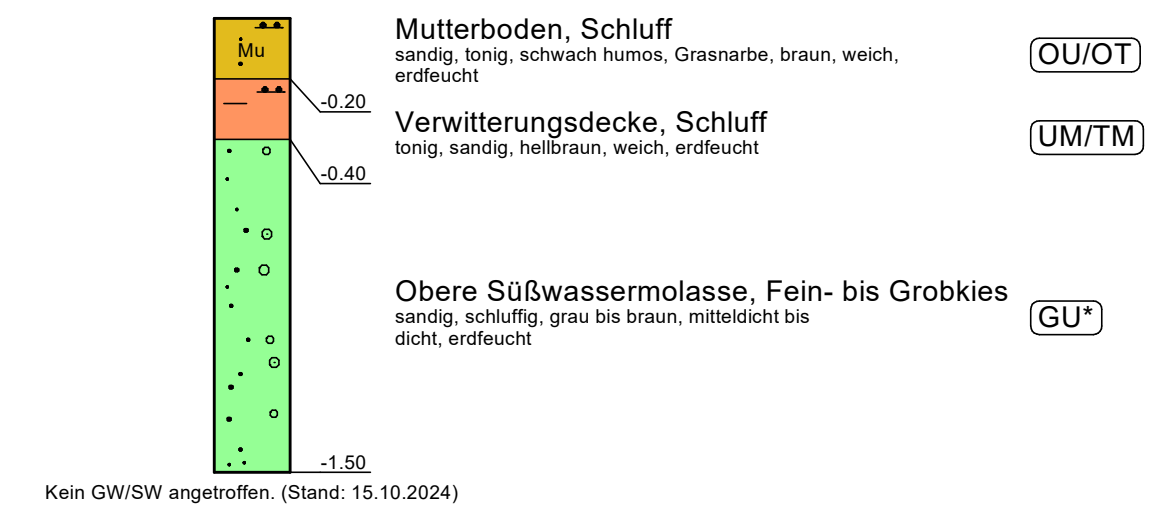 Mu
Mutterboden, Schluff
sandig, tonig, schwach humos, Grasnarbe, braun, weich,
erdfeucht
OU/OT
-0.20
Verwitterungsdecke, Schluff
tonig, sandig, hellbraun, weich, erdfeucht
UM/TM
-0.40
Obere Süßwassermolasse, Fein- bis Grobkies
sandig, schluffig, grau bis braun, mitteldicht bis
dicht, erdfeucht
GU*
-1.50
Kein GW/SW angetroffen. (Stand: 15.10.2024)